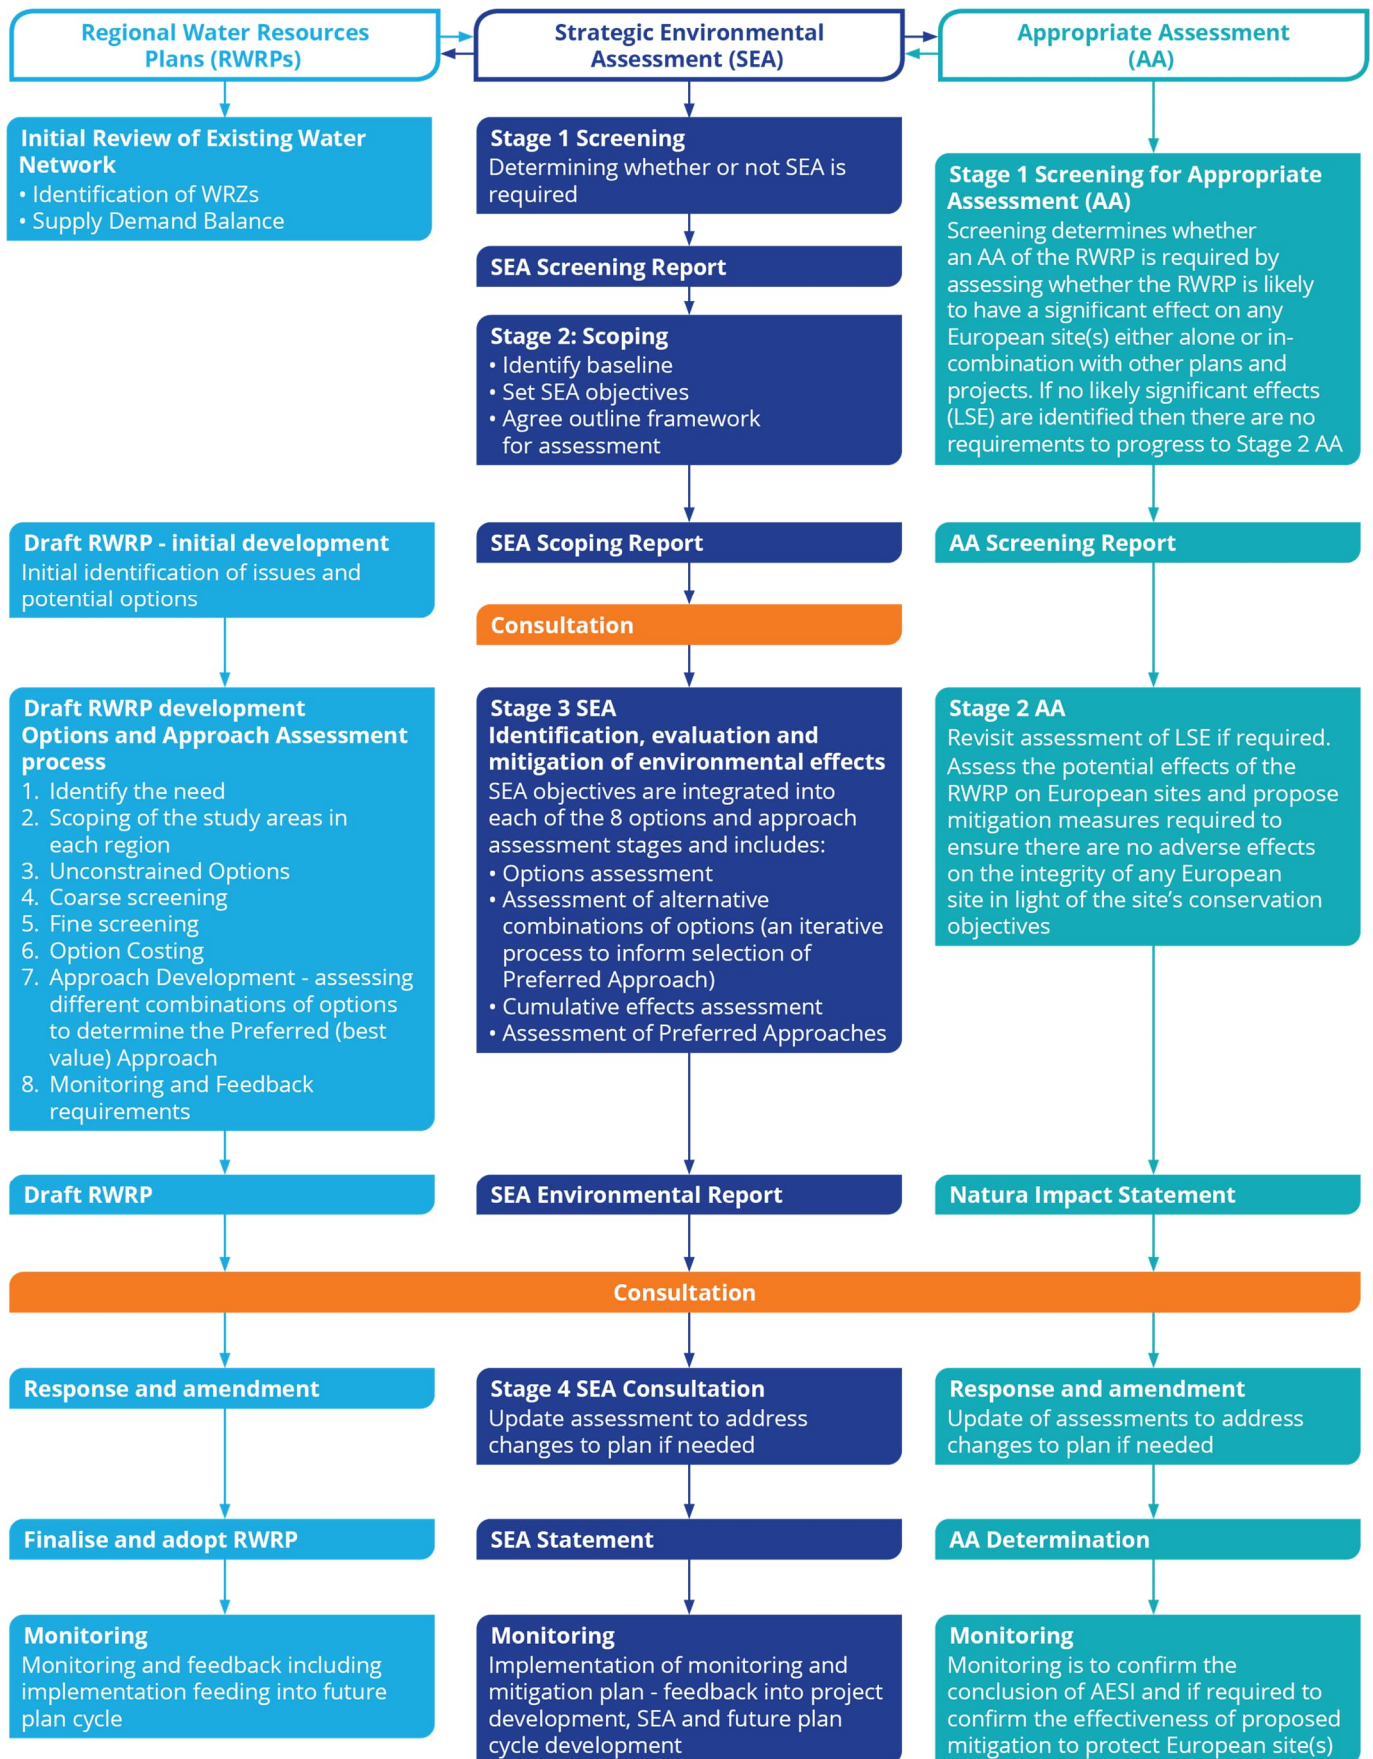 Regional Water Resources
Plans (RWRPs)
Strategic Environmental
Assessment (SEA)
Appropriate Assessment
(AA)
Initial Review of Existing Water
Network
• Identification of WRZs
• Supply Demand Balance
Stage 1 Screening
Determining whether or not SEA is
required
SEA Screening Report
Stage 2: Scoping
• Identify baseline
• Set SEA objectives
• Agree outline framework
for assessment
Stage 1 Screening for Appropriate
Assessment (AA)
Screening determines whether
an AA of the RWRP is required by
assessing whether the RWRP is likely
to have a significant effect on any
European site(s) either alone or in-
combination with other plans and
projects. If no likely significant effects
(LSE) are identified then there are no
requirements to progress to Stage 2 AA
Draft RWRP - initial development
Initial identification of issues and
potential options
SEA Scoping Report
AA Screening Report
Consultation
Draft RWRP development
Options and Approach Assessment
process
1. Identify the need
2. Scoping of the study areas in
each region
3. Unconstrained Options
4. Coarse screening
5. Fine screening
6. Option Costing
7. Approach Development - assessing
different combinations of options
to determine the Preferred (best
value) Approach
8. Monitoring and Feedback
requirements
Stage 3 SEA
Identification, evaluation and
mitigation of environmental effects
SEA objectives are integrated into
each of the 8 options and approach
assessment stages and includes:
• Options assessment
• Assessment of alternative
combinations of options (an iterative
process to inform selection of
Preferred Approach)
• Cumulative effects assessment
• Assessment of Preferred Approaches
Stage 2 AA
Revisit assessment of LSE if required.
Assess the potential effects of the
RWRP on European sites and propose
mitigation measures required to
ensure there are no adverse effects
on the integrity of any European
site in light of the site’s conservation
objectives
Draft RWRP
SEA Environmental Report
Natura Impact Statement
Consultation
Response and amendment
Stage 4 SEA Consultation
Update assessment to address
changes to plan if needed
Response and amendment
Update of assessments to address
changes to plan if needed
Finalise and adopt RWRP
SEA Statement
AA Determination
Monitoring
Monitoring and feedback including
implementation feeding into future
plan cycle
Monitoring
Implementation of monitoring and
mitigation plan - feedback into project
development, SEA and future plan
cycle development
Monitoring
Monitoring is to confirm the
conclusion of AESI and if required to
confirm the effectiveness of proposed
mitigation to protect European site(s)